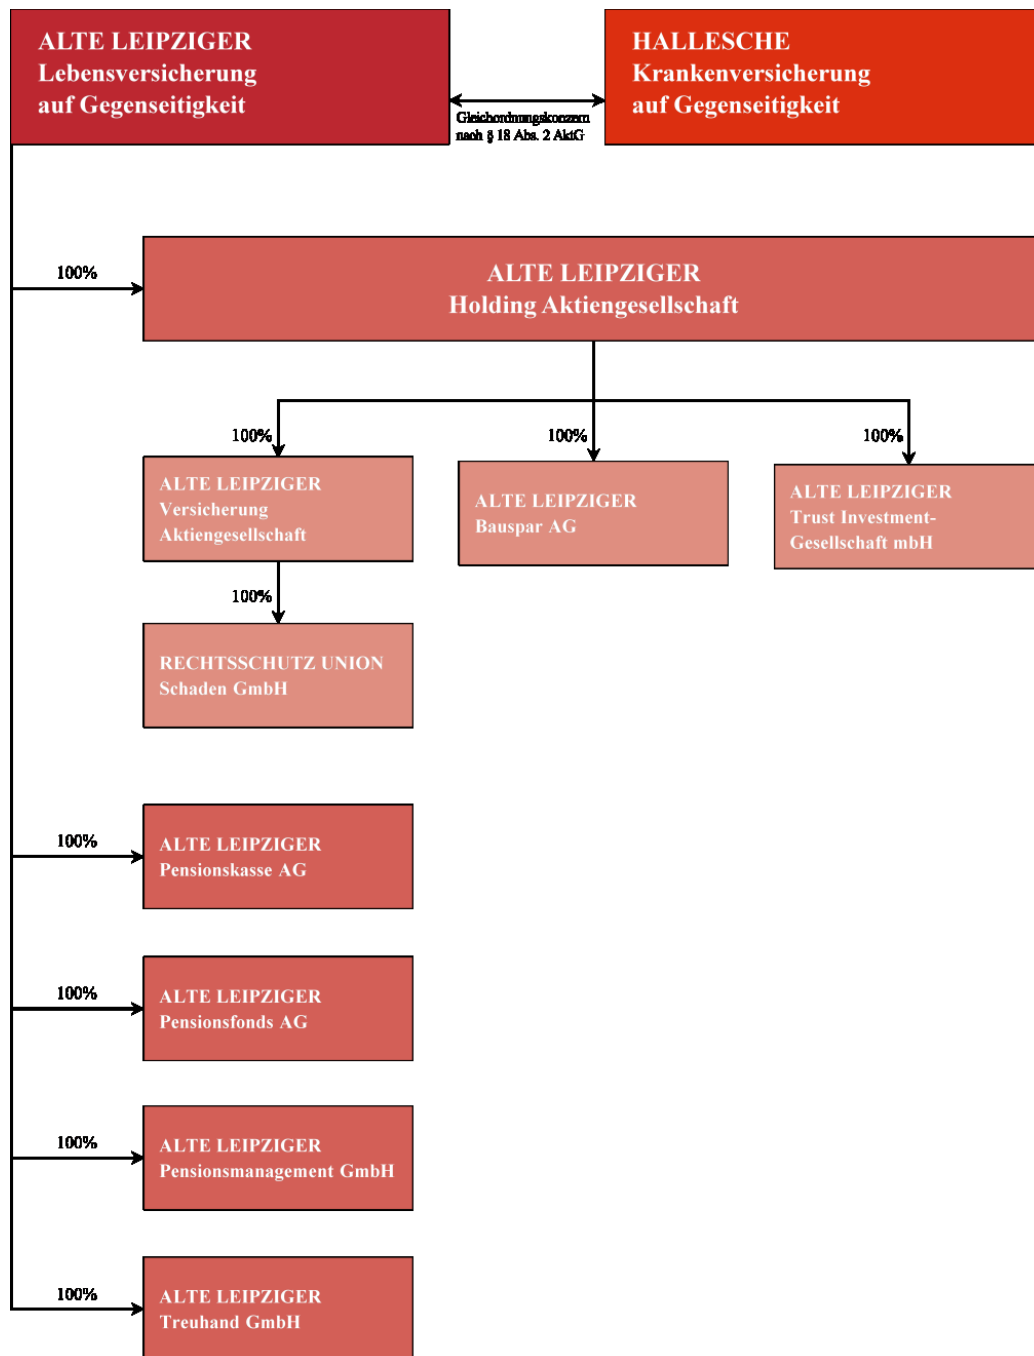 ALTE LEIPZIGER
Lebensversicherung
auf Gegenseitigkeit
Gleichordnungskonzern
nach § 18 Abs. 2 AktG
HALLESCHE
Krankenversicherung
auf Gegenseitigkeit
100%
ALTE LEIPZIGER
Holding Aktiengesellschaft
100%
100%
100%
ALTE LEIPZIGER
Versicherung
Aktiengesellschaft
ALTE LEIPZIGER
Bauspar AG
ALTE LEIPZIGER
Trust Investment-
Gesellschaft mbH
100%
RECHTSSCHUTZ UNION
Schaden GmbH
100%
ALTE LEIPZIGER
Pensionskasse AG
100%
ALTE LEIPZIGER
Pensionsfonds AG
100%
ALTE LEIPZIGER
Pensionsmanagement GmbH
100%
ALTE LEIPZIGER
Treuhand GmbH